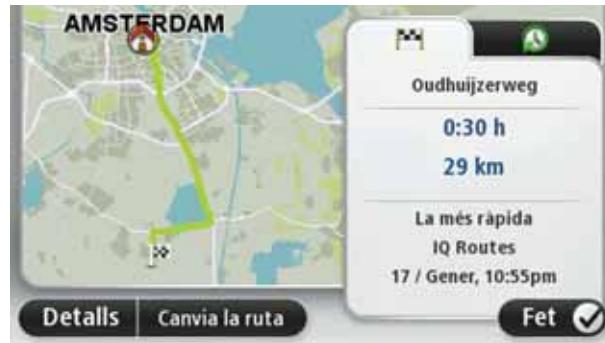 AMSTERDAM
Oudhuijzerweg
0:30 h
29 km
La més ràpida
IQ Routes
17 / Gener, 10:55pm
Detalls
Canvia la ruta
Fet